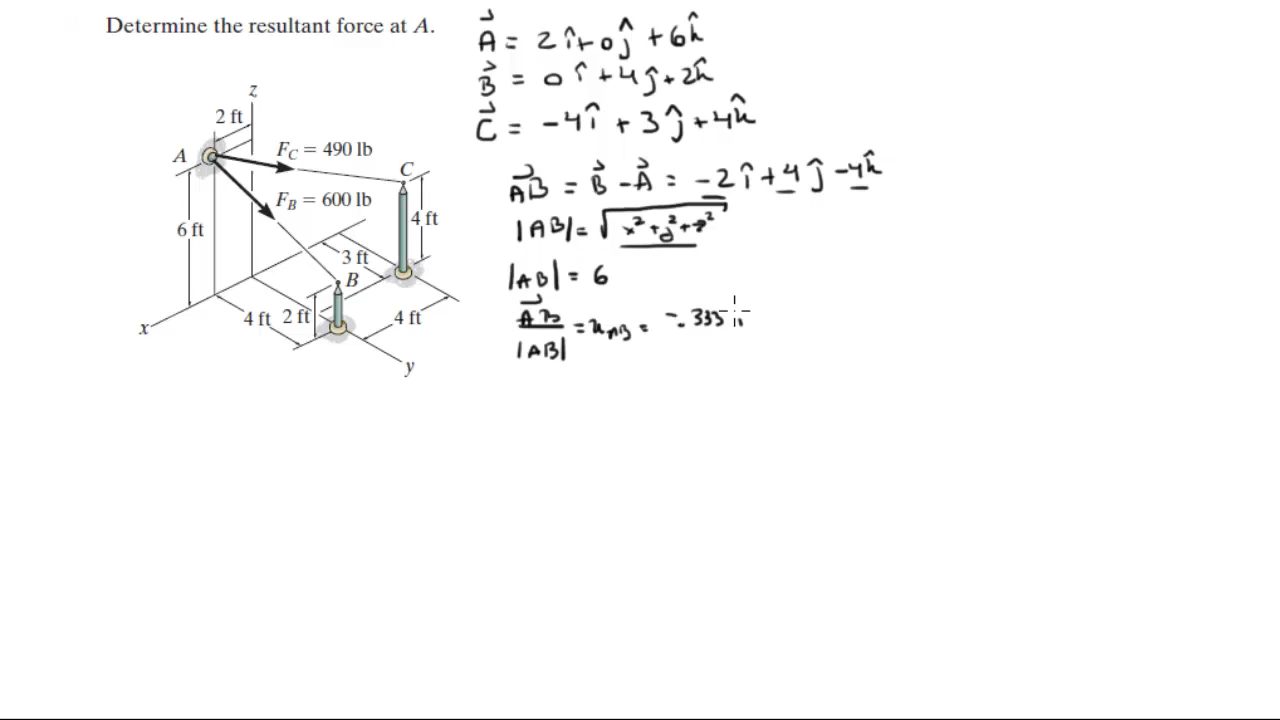 Determine the resultant force at A.
z
2 ft
A
F_C = 490 lb
C
F_B = 600 lb
4 ft
6 ft
3 ft
B
x
4 ft
2 ft
4 ft
y
A⃗ = 2î + 0ĵ + 6k̂
B⃗ = 0î + 4ĵ + 2k̂
C⃗ = -4î + 3ĵ + 4k̂
AB⃗ = B⃗ - A⃗ = -2î + 4ĵ - 4k̂
|AB| = √x² + y² + z²
|AB| = 6
AB⃗ / |AB| = u_AB = -.333